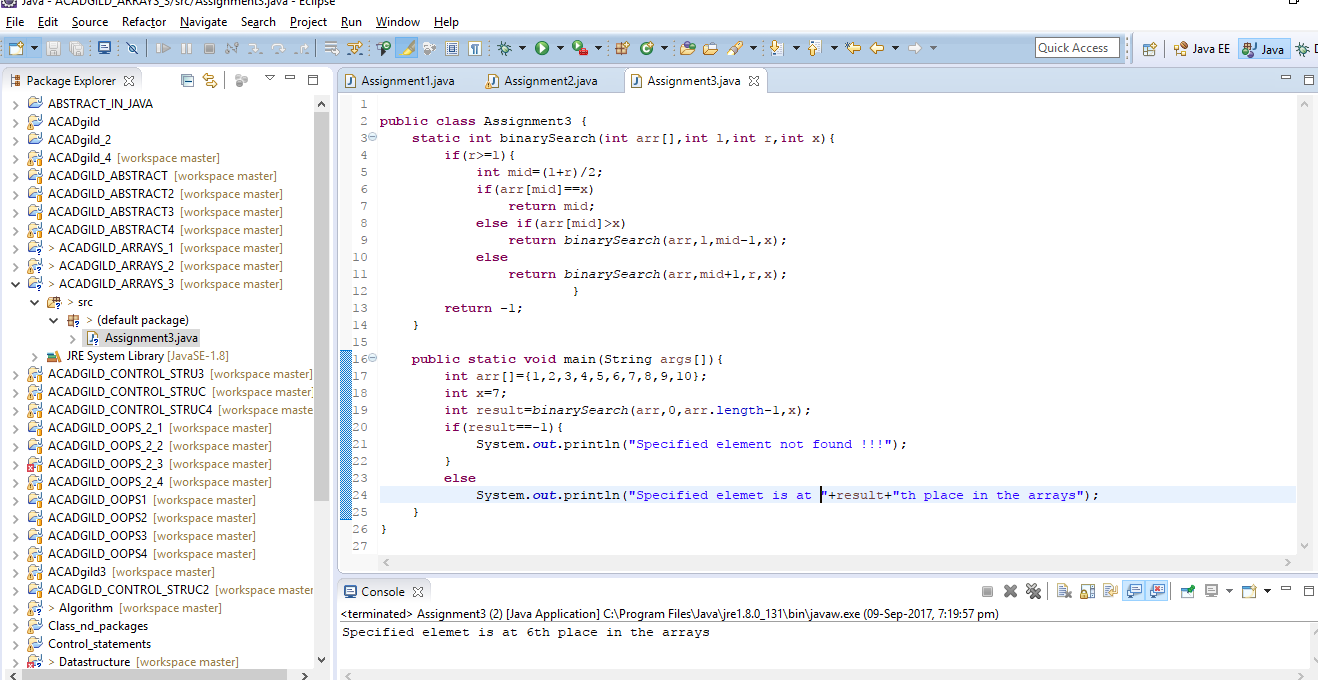 Java - ACADGILD_ARRAYS_3/src/Assignment3.java - Eclipse
File Edit Source Refactor Navigate Search Project Run Window Help
Quick Access
Java EE
Java
Package Explorer
ABSTRACT_IN_JAVA
ACADgild
ACADgild_2
ACADgild_4 [workspace master]
ACADGILD_ABSTRACT [workspace master]
ACADGILD_ABSTRACT2 [workspace master]
ACADGILD_ABSTRACT3 [workspace master]
ACADGILD_ABSTRACT4 [workspace master]
> ACADGILD_ARRAYS_1 [workspace master]
> ACADGILD_ARRAYS_2 [workspace master]
> ACADGILD_ARRAYS_3 [workspace master]
> src
> (default package)
Assignment3.java
JRE System Library [JavaSE-1.8]
ACADGILD_CONTROL_STRU3 [workspace master]
ACADGILD_CONTROL_STRUC [workspace master]
ACADGILD_CONTROL_STRUC4 [workspace maste
ACADGILD_OOPS_2_1 [workspace master]
ACADGILD_OOPS_2_2 [workspace master]
ACADGILD_OOPS_2_3 [workspace master]
ACADGILD_OOPS_2_4 [workspace master]
ACADGILD_OOPS1 [workspace master]
ACADGILD_OOPS2 [workspace master]
ACADGILD_OOPS3 [workspace master]
ACADGILD_OOPS4 [workspace master]
ACADgild3 [workspace master]
ACADGLD_CONTROL_STRUC2 [workspace master
> Algorithm [workspace master]
Class_nd_packages
Control_statements
> Datastructure [workspace master]
Assignment1.java Assignment2.java Assignment3.java
1
2 public class Assignment3 {
3 static int binarySearch(int arr[],int l,int r,int x){
4 if(r>=l){
5 int mid=(l+r)/2;
6 if(arr[mid]==x)
7 return mid;
8 else if(arr[mid]>x)
9 return binarySearch(arr,l,mid-1,x);
10 else
11 return binarySearch(arr,mid+1,r,x);
12 }
13 return -1;
14 }
15
16 public static void main(String args[]){
17 int arr[]={1,2,3,4,5,6,7,8,9,10};
18 int x=7;
19 int result=binarySearch(arr,0,arr.length-1,x);
20 if(result==-1){
21 System.out.println("Specified element not found !!!");
22 }
23 else
24 System.out.println("Specified elemet is at "+result+"th place in the arrays");
25 }
26 }
27
Console
<terminated> Assignment3 (2) [Java Application] C:\Program Files\Java\jre1.8.0_131\bin\javaw.exe (09-Sep-2017, 7:19:57 pm)
Specified elemet is at 6th place in the arrays